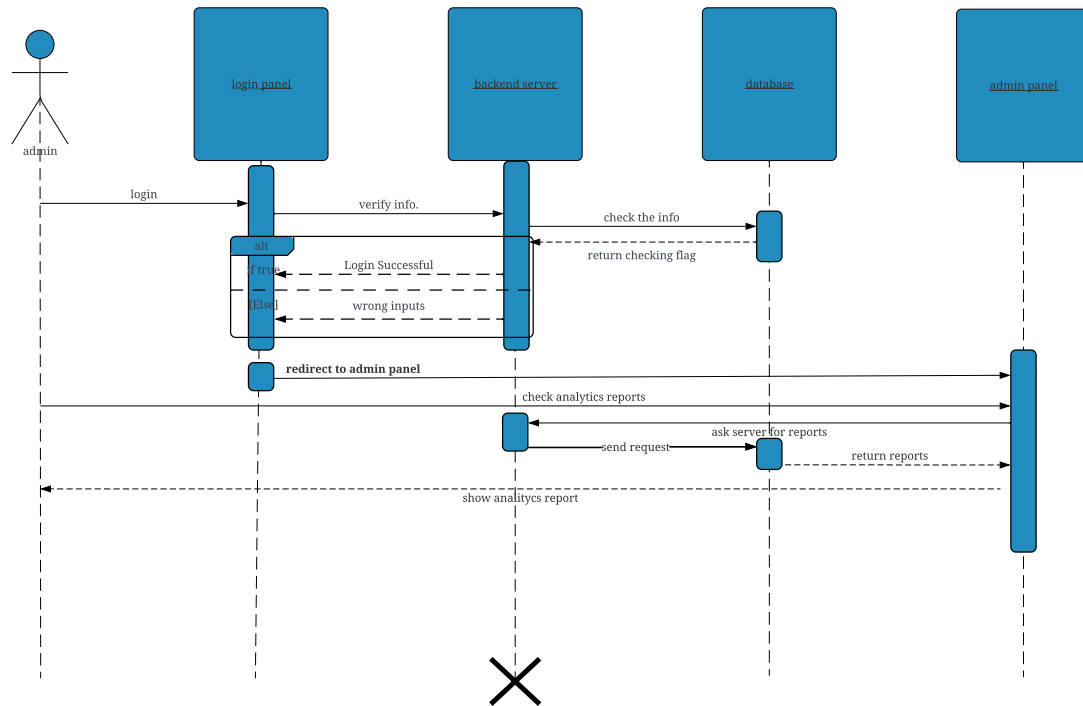 login panel
backend server
database
admin panel
admin
login
verify info.
check the info
alt
return checking flag
if true
Login Successful
[Else]
wrong inputs
redirect to admin panel
check analytics reports
ask server for reports
send request
return reports
show analitycs report